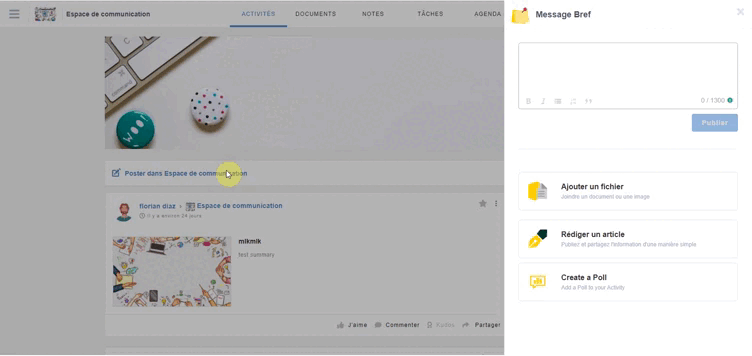 Espace de communication
ACTIVITÉS DOCUMENTS NOTES TÂCHES AGENDA
Message Bref
0 / 1300
Publier
woo!
Poster dans Espace de communication
florian diaz › Espace de communication
Il y a environ 24 jours
mikmik
test summary
J'aime Commenter Kudos Partager
Ajouter un fichier
Joindre un document ou une image
Rédiger un article
Publiez et partagez l'information d'une manière simple
Create a Poll
Add a Poll to your Activity